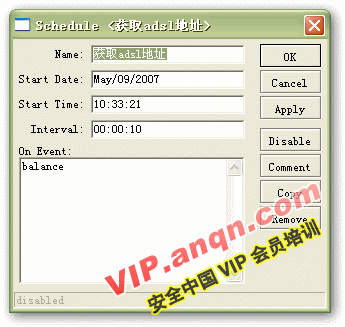 Schedule <获取adsl地址>
Name: 获取adsl地址
Start Date: May/09/2007
Start Time: 10:33:21
Interval: 00:00:10
On Event:
balance
OK
Cancel
Apply
Disable
Comment
Copy
Remove
VIP.anqn.com
安全中国 VIP 会员培训
disabled